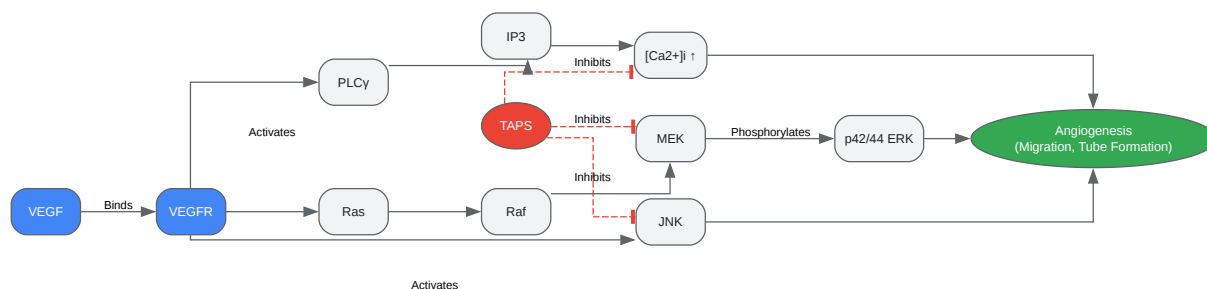 IP3
[Ca2+]i ↑
Inhibits
PLCγ
TAPS
Inhibits
Activates
MEK
Phosphorylates
p42/44 ERK
Angiogenesis
(Migration, Tube Formation)
Inhibits
VEGF
Binds
VEGFR
Ras
Raf
JNK
Activates